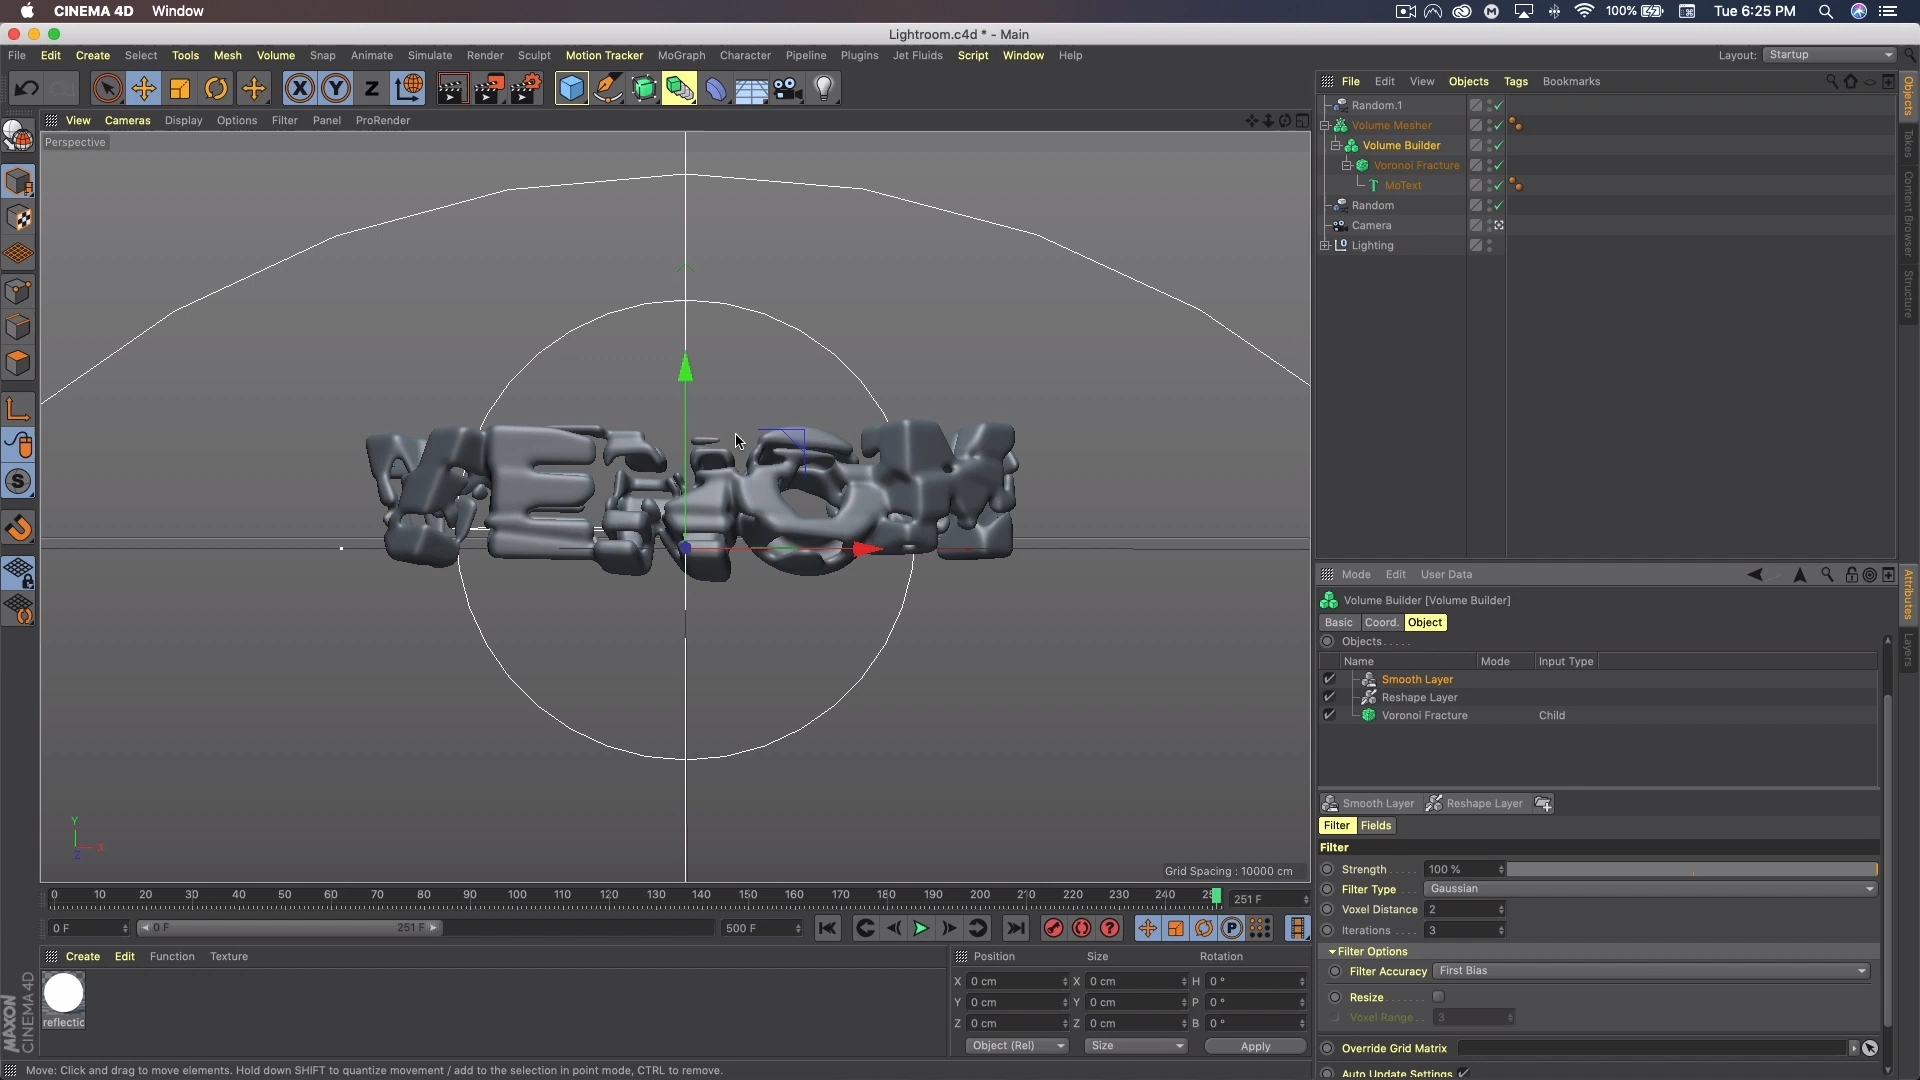 CINEMA 4D Window
100% Tue 6:25 PM
Lightroom.c4d * - Main
File Edit Create Select Tools Mesh Volume Snap Animate Simulate Render Sculpt Motion Tracker MoGraph Character Pipeline Plugins Jet Fluids Script Window Help
Layout: Startup
X Y Z
File Edit View Objects Tags Bookmarks
View Cameras Display Options Filter Panel ProRender
Perspective
Random.1
Volume Mesher
Volume Builder
Voronoi Fracture
MoText
Random
Camera
Lighting
Objects
Takes
Content Browser
Structure
Mode Edit User Data
Volume Builder [Volume Builder]
Basic Coord. Object
Objects . . . . .
Name Mode Input Type
Smooth Layer
Reshape Layer
Voronoi Fracture Child
Smooth Layer Reshape Layer
Filter Fields
Filter
Strength . . . . . 100 %
Filter Type . . . Gaussian
Voxel Distance 2
Iterations . . . . 3
Filter Options
Filter Accuracy First Bias
Resize . . . . . . .
Voxel Range . . 3
Override Grid Matrix
Auto Update Settings
Attributes
Layers
Y
X
Z
Grid Spacing : 10000 cm
0 10 20 30 40 50 60 70 80 90 100 110 120 130 140 150 160 170 180 190 200 210 220 230 240 25
251 F
0 F 0 F 251 F 500 F
Create Edit Function Texture
reflectic
MAXON
CINEMA 4D
Position Size Rotation
X 0 cm X 0 cm H 0 °
Y 0 cm Y 0 cm P 0 °
Z 0 cm Z 0 cm B 0 °
Object (Rel) Size Apply
Move: Click and drag to move elements. Hold down SHIFT to quantize movement / add to the selection in point mode, CTRL to remove.